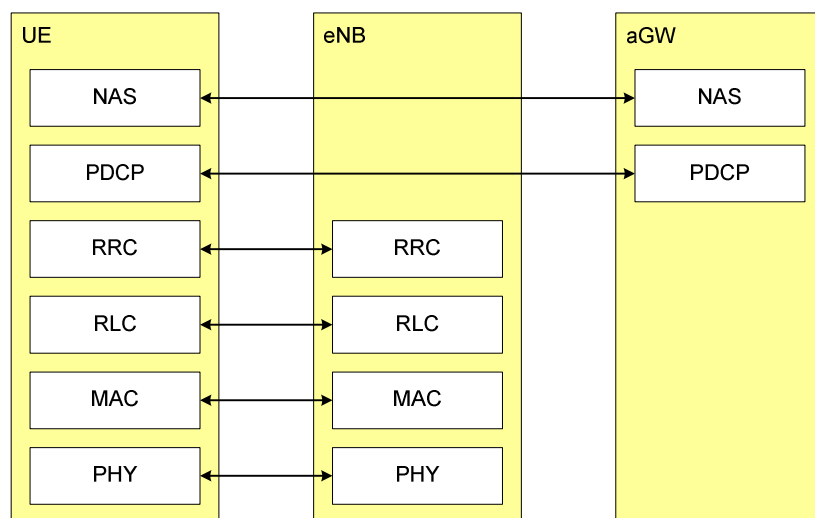 UE
eNB
aGW
NAS
NAS
PDCP
PDCP
RRC
RRC
RLC
RLC
MAC
MAC
PHY
PHY